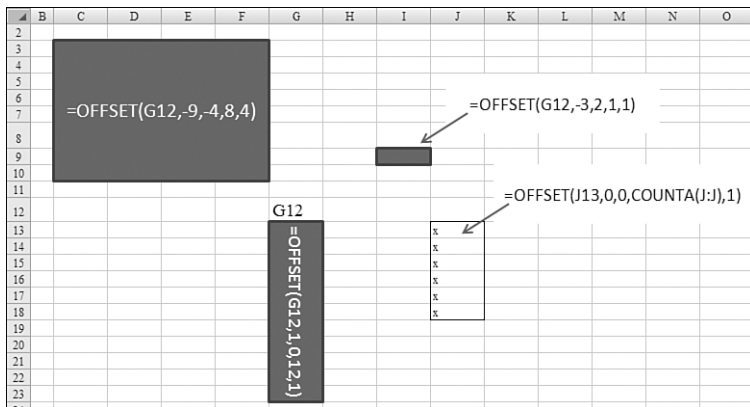 B C D E F G H I J K L M N O
2
3
4
5
6
=OFFSET(G12,-3,2,1,1)
7 =OFFSET(G12,-9,-4,8,4)
8
9
10
11
=OFFSET(J13,0,0,COUNTA(J:J),1)
12 G12
13 x
14 x
15 x
16 x
17 x
18 x
=OFFSET(G12,1,0,12,1)
19
20
21
22
23